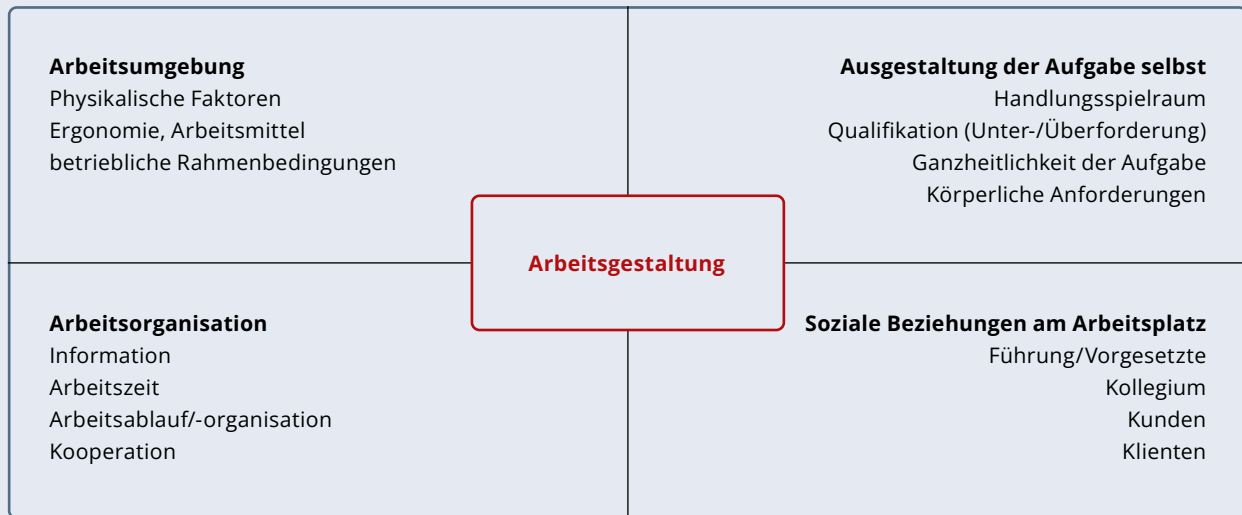 Arbeitsumgebung
Physikalische Faktoren
Ergonomie, Arbeitsmittel
betriebliche Rahmenbedingungen
Ausgestaltung der Aufgabe selbst
Handlungsspielraum
Qualifikation (Unter-/Überforderung)
Ganzheitlichkeit der Aufgabe
Körperliche Anforderungen
Arbeitsgestaltung
Arbeitsorganisation
Information
Arbeitszeit
Arbeitsablauf/-organisation
Kooperation
Soziale Beziehungen am Arbeitsplatz
Führung/Vorgesetzte
Kollegium
Kunden
Klienten